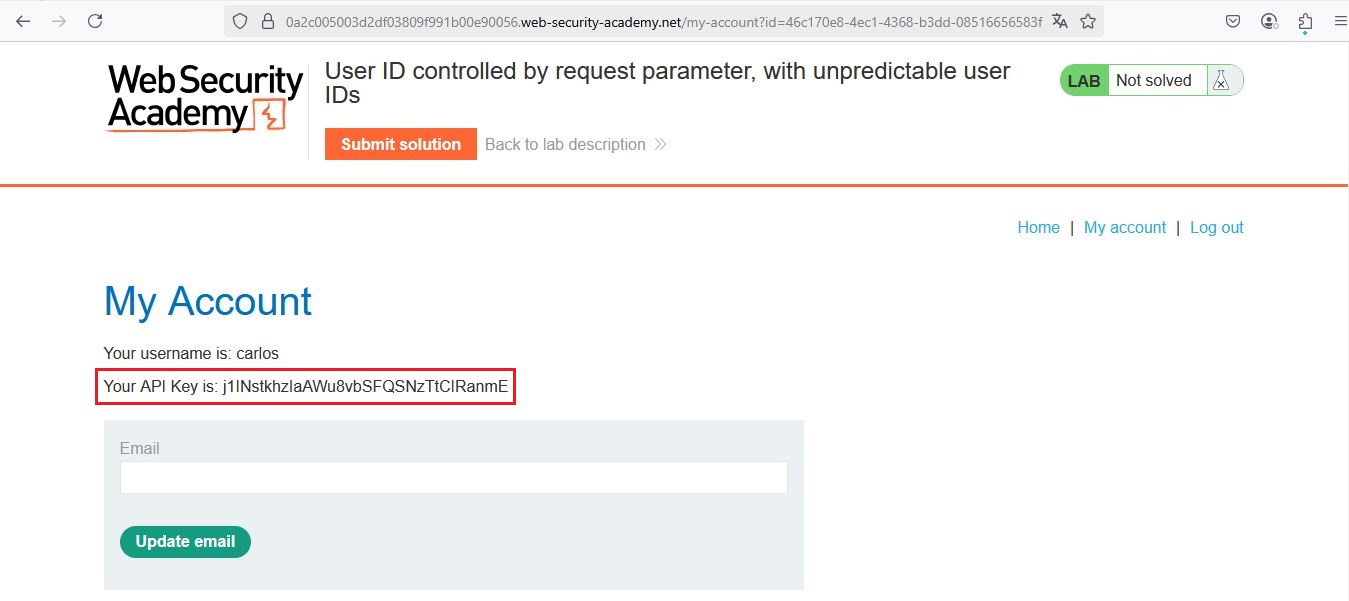 0a2c005003d2df03809f991b00e90056.web-security-academy.net/my-account?id=46c170e8-4ec1-4368-b3dd-08516656583f
Web Security
Academy
User ID controlled by request parameter, with unpredictable user
IDs
LAB Not solved
Submit solution Back to lab description
Home | My account | Log out
My Account
Your username is: carlos
Your API Key is: j1lNstkhzlaAWu8vbSFQSNzTtClRanmE
Email
Update email